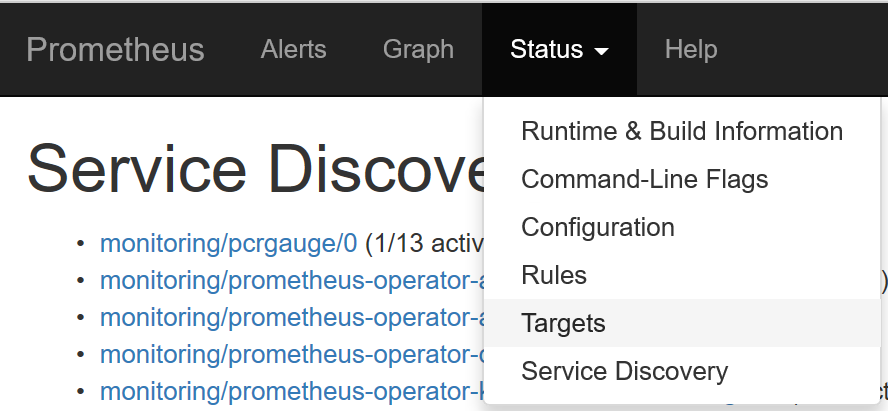 Prometheus Alerts Graph Status Help
Runtime & Build Information
Command-Line Flags
Configuration
Rules
Targets
Service Discovery
Service Discove
• monitoring/pcrgauge/0 (1/13 activ
• monitoring/prometheus-operator-a
• monitoring/prometheus-operator-a
• monitoring/prometheus-operator-
• monitoring/prometheus-operator-